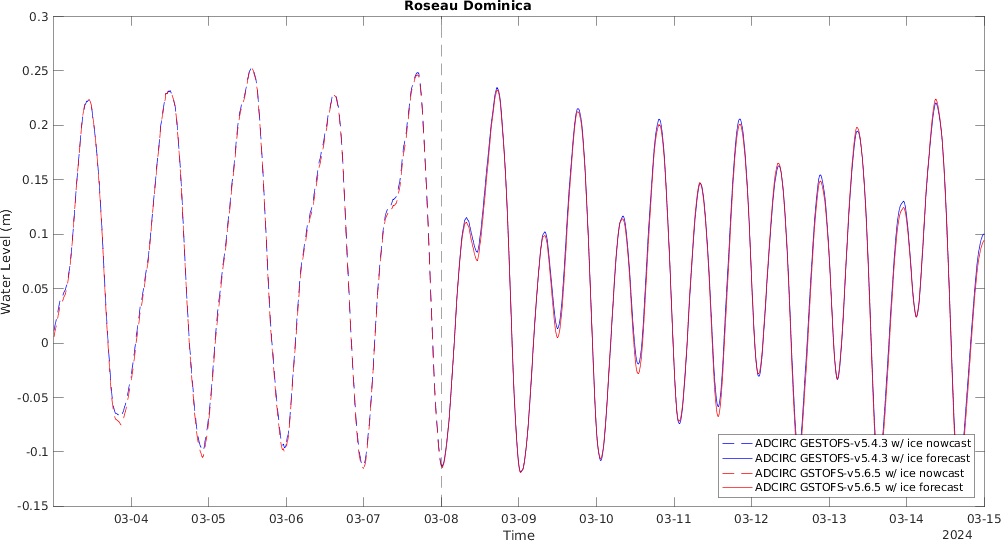 Roseau Dominica
0.3
0.25
0.2
0.15
0.1
0.05
0
-0.05
-0.1
-0.15
Water Level (m)
ADCIRC GESTOFS-v5.4.3 w/ ice nowcast
ADCIRC GESTOFS-v5.4.3 w/ ice forecast
ADCIRC GSTOFS-v5.6.5 w/ ice nowcast
ADCIRC GSTOFS-v5.6.5 w/ ice forecast
03-04 03-05 03-06 03-07 03-08 03-09 03-10 03-11 03-12 03-13 03-14 03-15
Time
2024